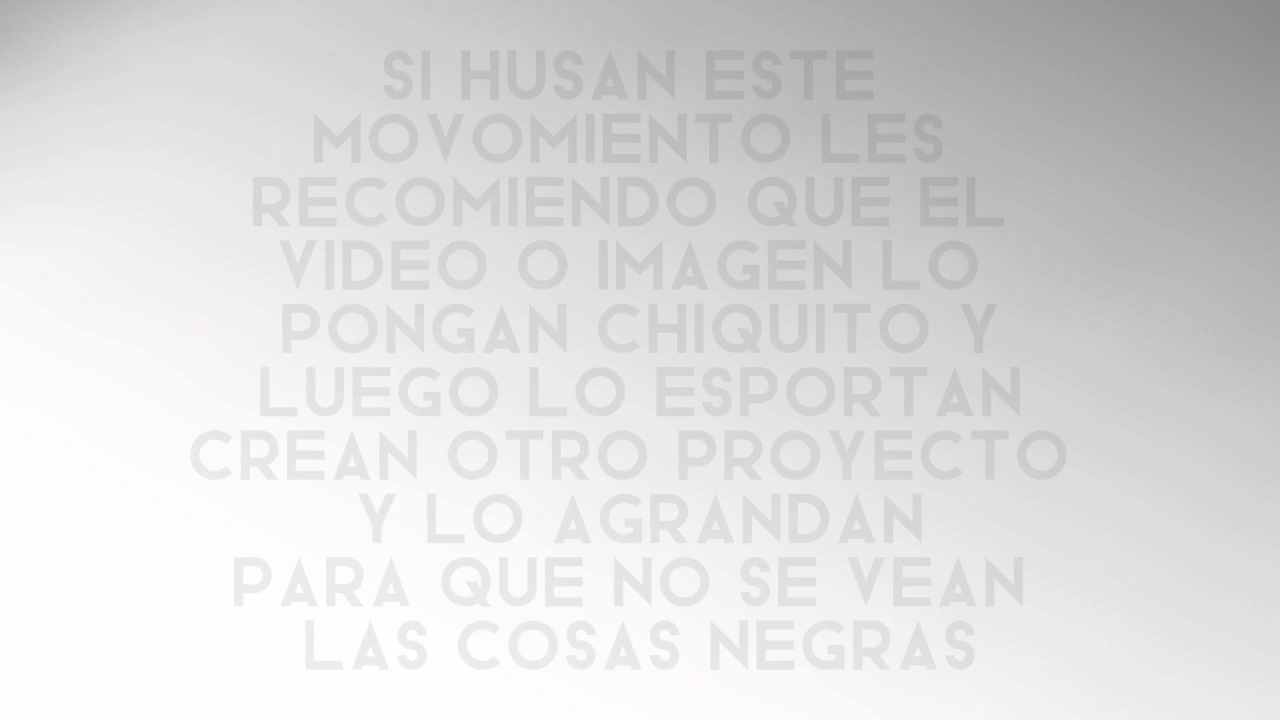 SI HUSAN ESTE
MOVOMIENTO LES
RECOMIENDO QUE EL
VIDEO O IMAGEN LO
PONGAN CHIQUITO Y
LUEGO LO ESPORTAN
CREAN OTRO PROYECTO
Y LO AGRANDAN
PARA QUE NO SE VEAN
LAS COSAS NEGRAS